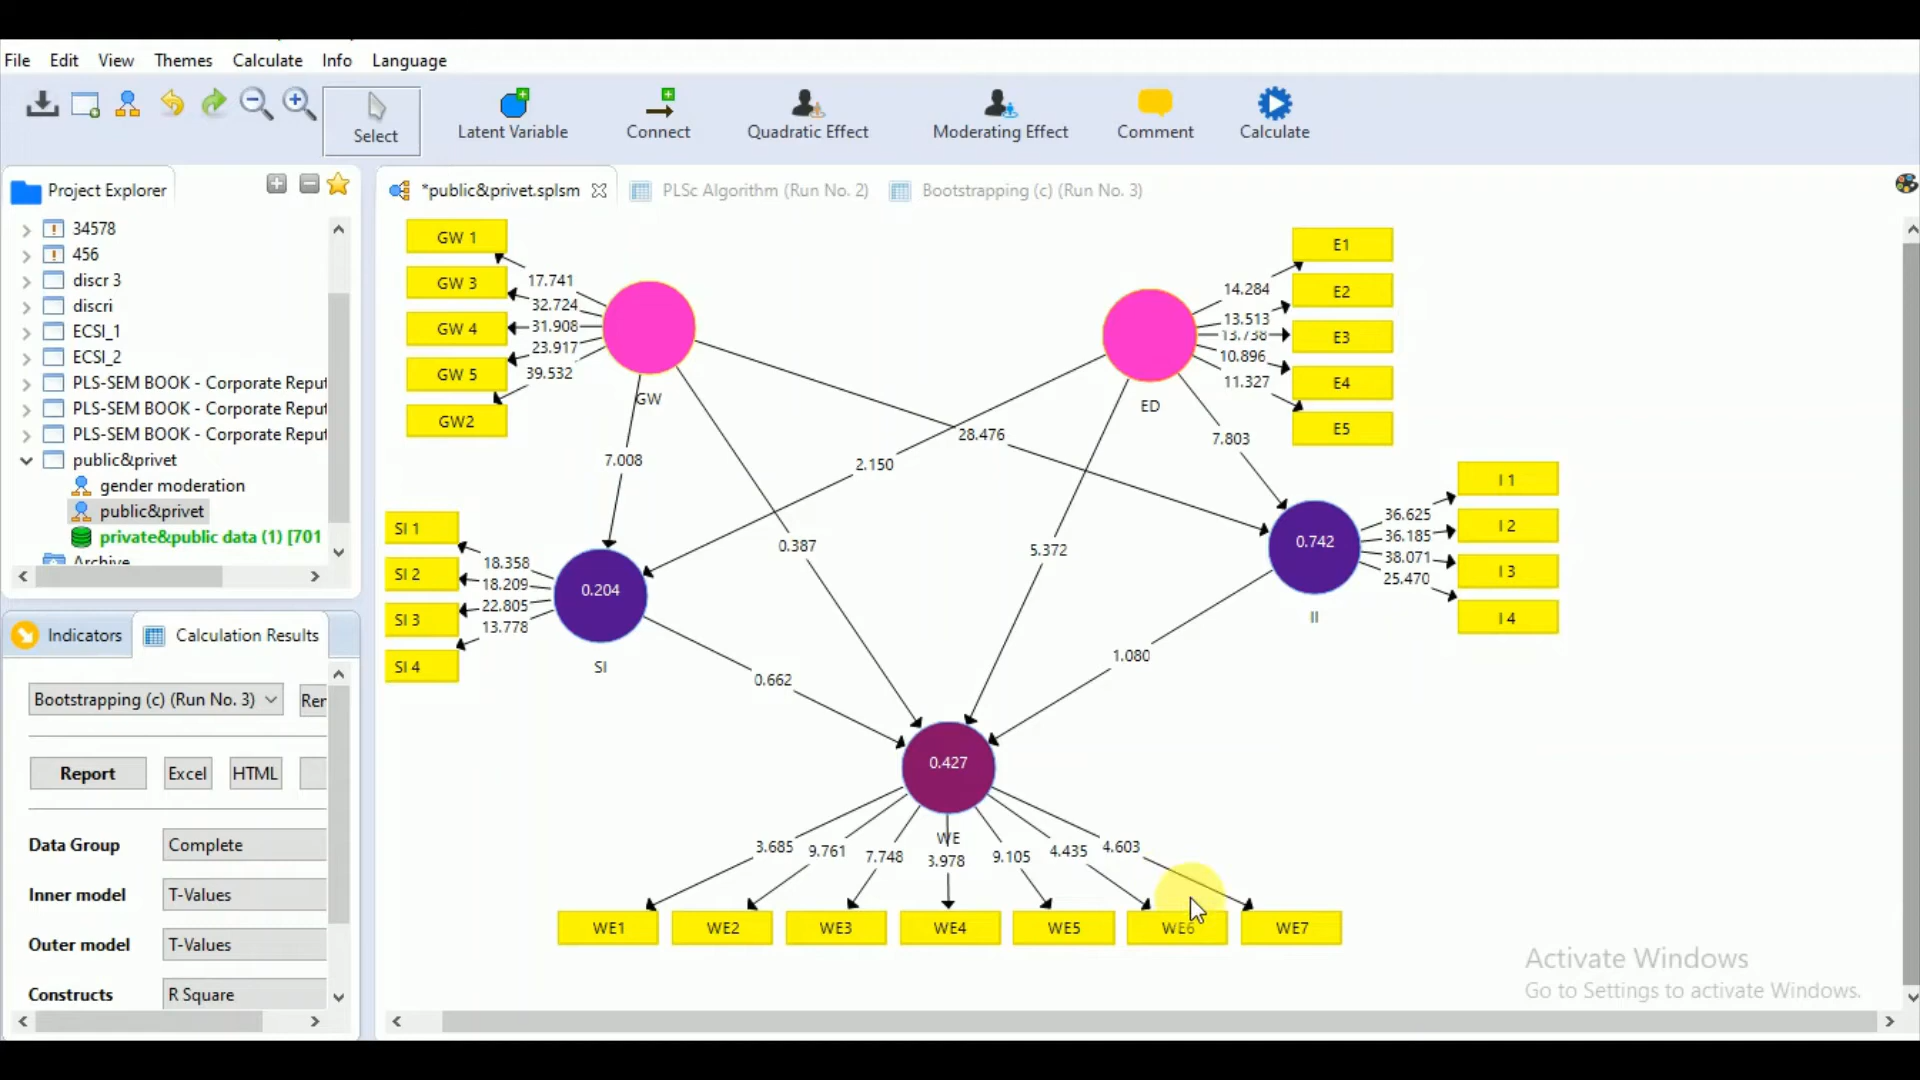 File Edit View Themes Calculate Info Language
Select
Latent Variable
Connect
Quadratic Effect
Moderating Effect
Comment
Calculate
Project Explorer
*public&privet.splsm
PLSc Algorithm (Run No. 2)
Bootstrapping (c) (Run No. 3)
34578
456
discr 3
discri
ECSI_1
ECSI_2
PLS-SEM BOOK - Corporate Reput
PLS-SEM BOOK - Corporate Reput
PLS-SEM BOOK - Corporate Reput
public&privet
gender moderation
public&privet
private&public data (1) [701
Archive
Indicators
Calculation Results
Bootstrapping (c) (Run No. 3)
Rer
Report
Excel
HTML
Data Group
Complete
Inner model
T-Values
Outer model
T-Values
Constructs
R Square
GW 1
GW 3
GW 4
GW 5
GW2
17.741
32.724
31.908
23.917
39.532
GW
E1
E2
E3
E4
E5
14.284
13.513
13.738
10.896
11.327
ED
28.476
7.803
2.150
7.008
0.387
5.372
SI 1
SI 2
SI 3
SI 4
18.358
18.209
22.805
13.778
0.204
SI
0.742
II
36.625
36.185
38.071
25.470
I 1
I 2
I 3
I 4
0.662
1.080
0.427
WE
3.685
9.761
7.748
3.978
9.105
4.435
4.603
WE1
WE2
WE3
WE4
WE5
WE6
WE7
Activate Windows
Go to Settings to activate Windows.